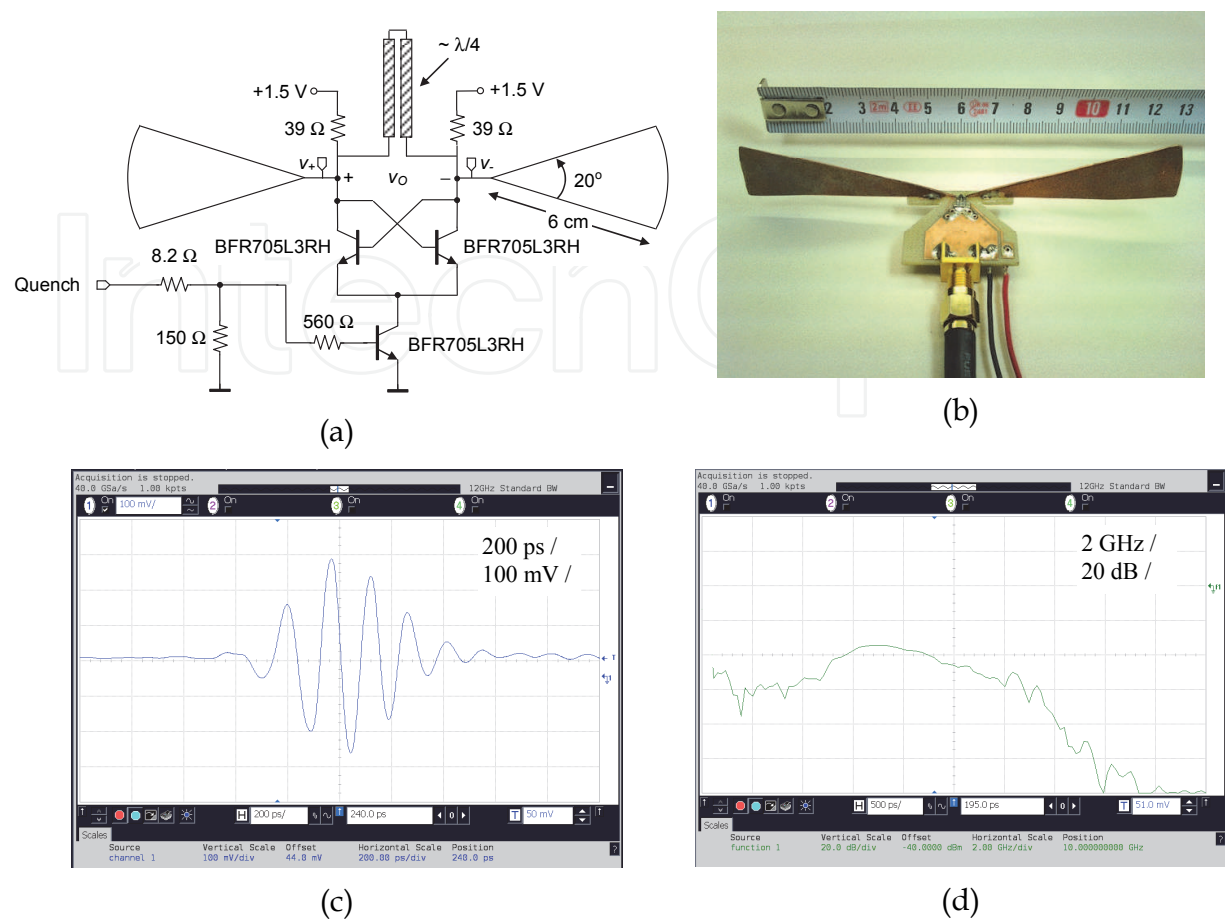 ~ λ/4
+1.5 V
+1.5 V
39 Ω
39 Ω
v+
v-
+
vO
−
20o
6 cm
BFR705L3RH
BFR705L3RH
8.2 Ω
Quench
560 Ω
150 Ω
BFR705L3RH
(a)
2 3 2m 4 5 6 7 8 9 10 11 12 13
(b)
Acquisition is stopped.
40.0 GSa/s 1.00 kpts
12GHz Standard BW
1 On 100 mV/ 2 On 3 On 4 On
200 ps /
100 mV /
T
H 200 ps/ 240.0 ps 0 T 50 mV
Scales
Source Vertical Scale Offset Horizontal Scale Position
channel 1 100 mV/div 44.8 mV 200.00 ps/div 240.0 ps
?
(c)
Acquisition is stopped.
40.0 GSa/s 1.00 kpts
12GHz Standard BW
1 On 2 On 3 On 4 On
2 GHz /
20 dB /
H 500 ps/ 195.0 ps 0 T 51.0 mV
Scales
Source Vertical Scale Offset Horizontal Scale Position
function 1 20.0 dB/div -40.0000 dBm 2.00 GHz/div 10.000000000 GHz
?
(d)